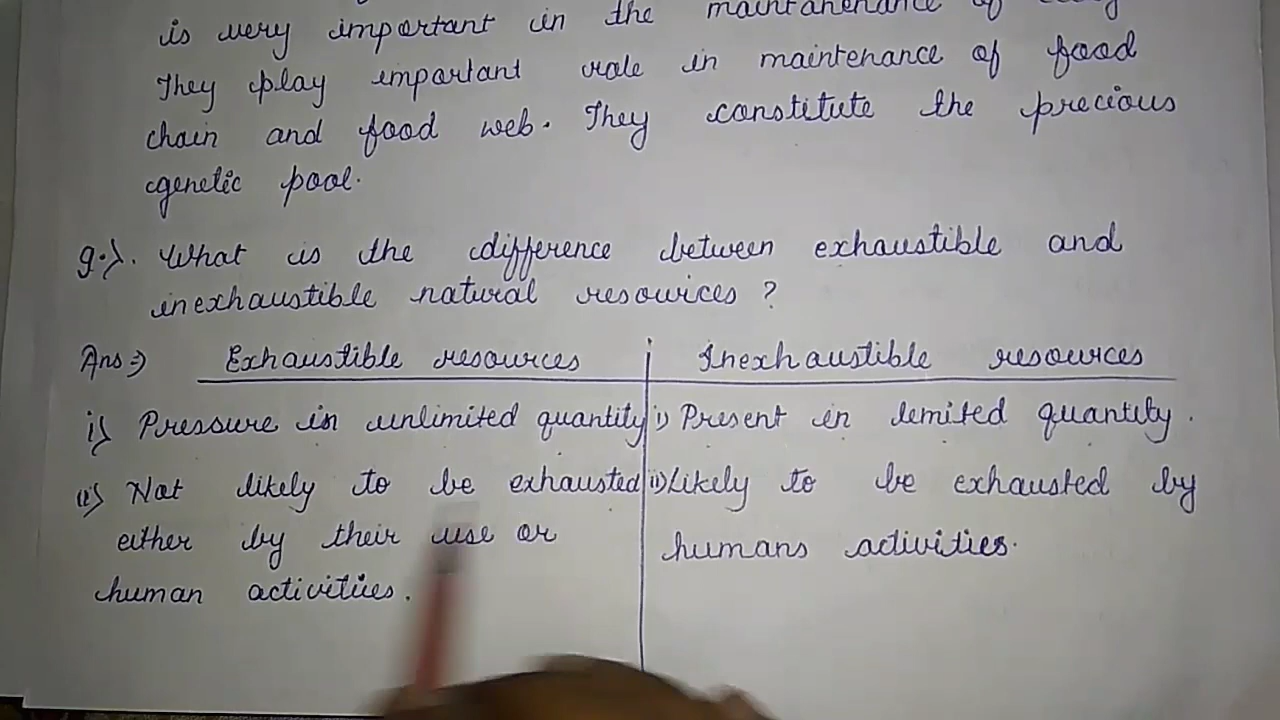 is very important in the maintanenance of
They play important role in maintenance of food
chain and food web. They constitute the precious
genetic pool.
g.). What is the difference between exhaustible and
inexhaustible natural resources ?
Ans⇒ Exhaustible resources Inexhaustible resources
i) Pressure in unlimited quantity i) Present in limited quantity.
ii) Not likely to be exhausted ii) Likely to be exhausted by
either by their use or humans activities.
human activities.